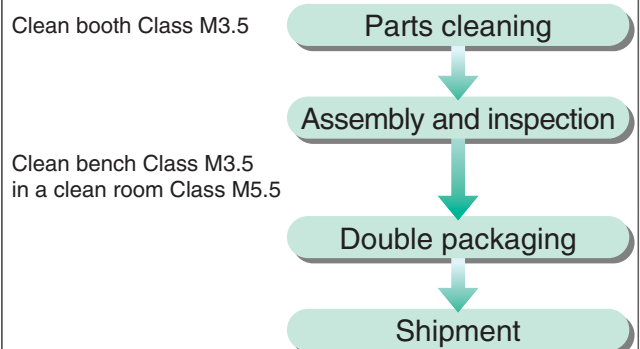 Clean booth Class M3.5
Parts cleaning
Assembly and inspection
Clean bench Class M3.5
in a clean room Class M5.5
Double packaging
Shipment